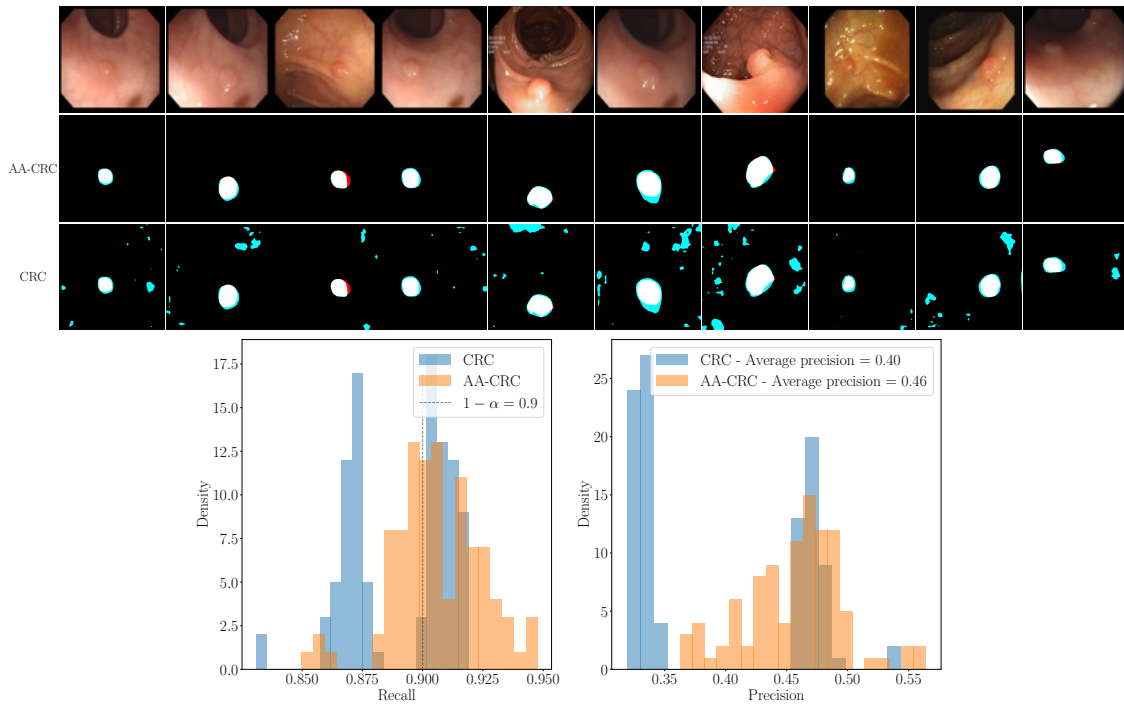 AA-CRC
CRC
CRC
AA-CRC
1 − α = 0.9
17.5
15.0
12.5
10.0
7.5
5.0
2.5
0.0
Density
0.850
0.875
0.900
0.925
0.950
Recall
CRC - Average precision = 0.40
AA-CRC - Average precision = 0.46
25
20
15
10
5
0
Density
0.35
0.40
0.45
0.50
0.55
Precision